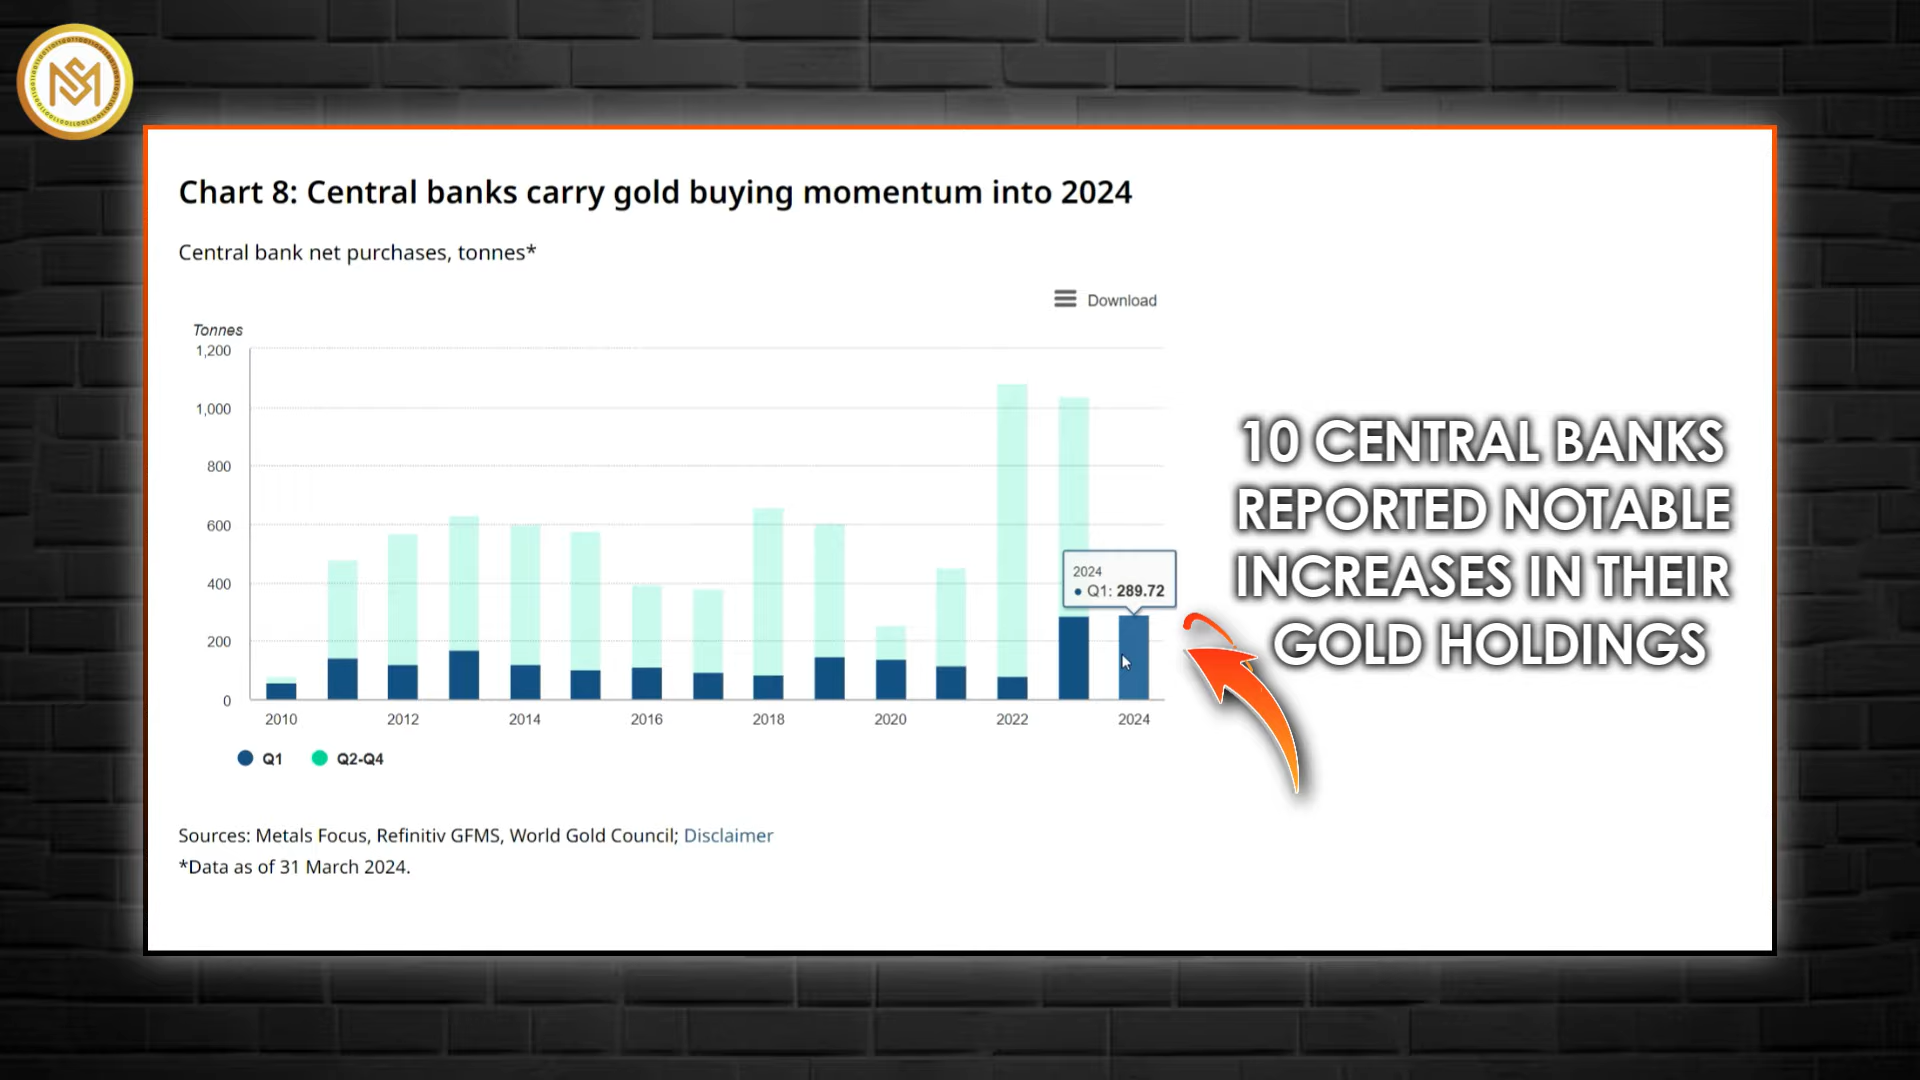 SM
Chart 8: Central banks carry gold buying momentum into 2024
Central bank net purchases, tonnes*
Download
Tonnes
1,200
1,000
800
600
400
200
0
2010
2012
2014
2016
2018
2020
2022
2024
2024
Q1: 289.72
Q1
Q2-Q4
10 CENTRAL BANKS
REPORTED NOTABLE
INCREASES IN THEIR
GOLD HOLDINGS
Sources: Metals Focus, Refinitiv GFMS, World Gold Council; Disclaimer
*Data as of 31 March 2024.